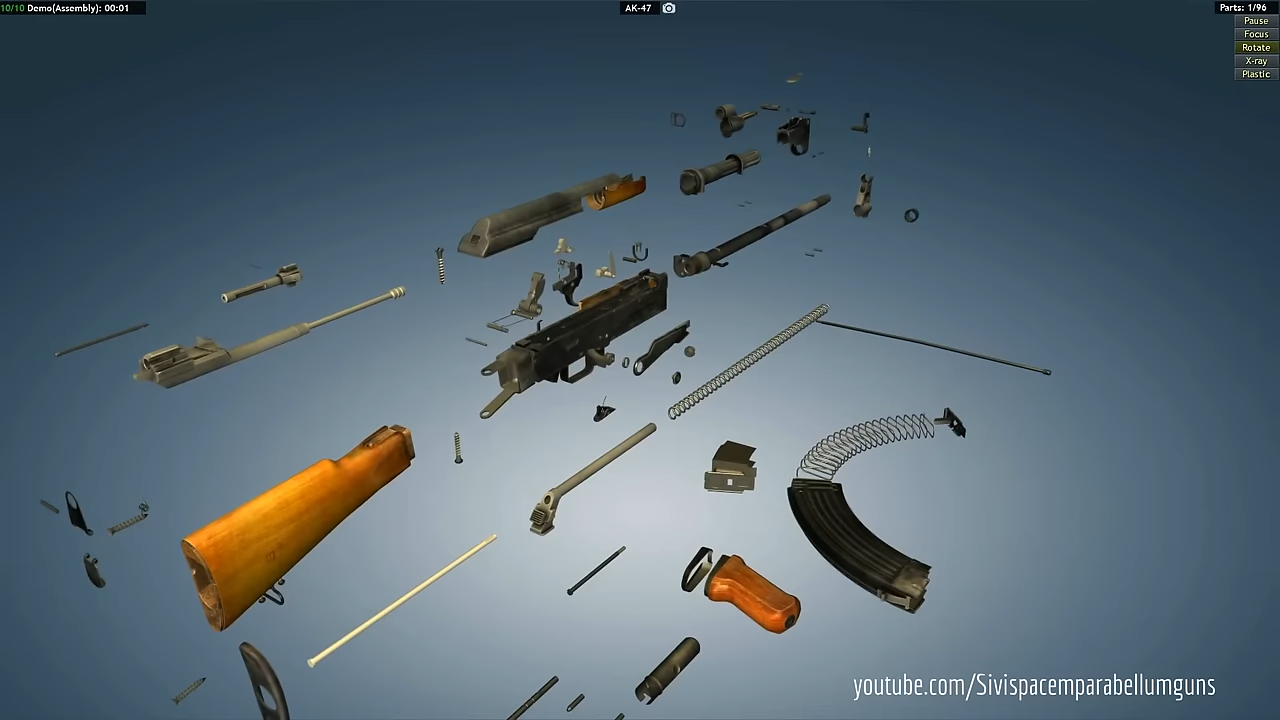 10/10 Demo(Assembly): 00:01
AK-47
Parts: 1/96
Pause
Focus
Rotate
X-ray
Plastic
youtube.com/Sivispacemparabellumguns